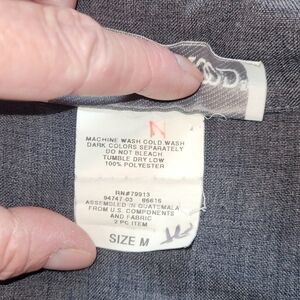 N
MACHINE WASH COLD.WASH
DARK COLORS SEPARATELY
DO NOT BLEACH
TUMBLE DRY LOW
100% POLYESTER
RN#79913
94747-03 66616
ASSEMBLED IN GUATEMALA
FROM U.S. COMPONENTS
AND FABRIC
2 PC ITEM
SIZE M